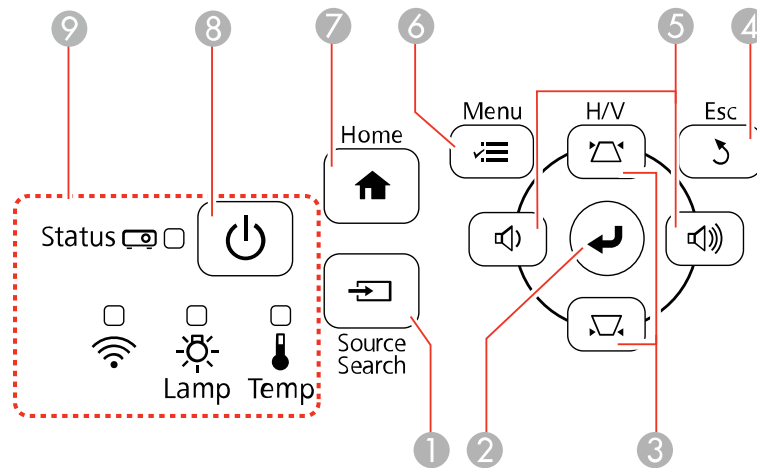 9 8 7 6 5 4
Menu H/V Esc
Home
Status
Source
Search
Lamp Temp
1 2 3